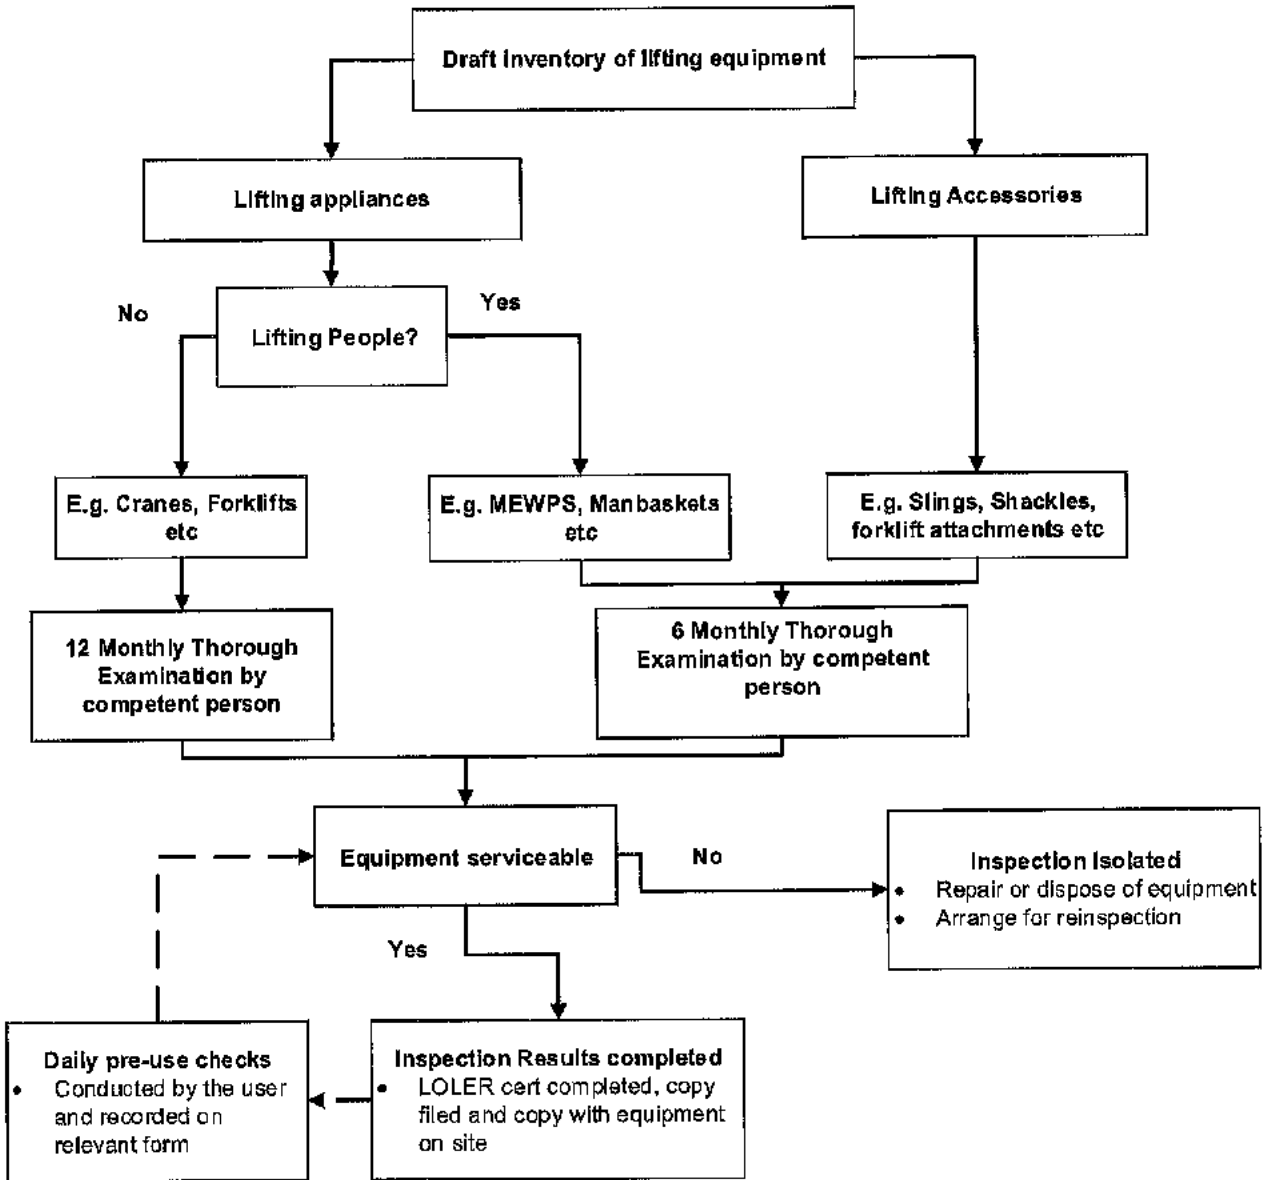 Draft Inventory of lifting equipment
Lifting appliances
Lifting Accessories
No
Yes
Lifting People?
E.g. Cranes, Forklifts
etc
E.g. MEWPS, Manbaskets
etc
E.g. Slings, Shackles,
forklift attachments etc
12 Monthly Thorough
Examination by
competent person
6 Monthly Thorough
Examination by competent
person
Equipment serviceable
No
Inspection Isolated
• Repair or dispose of equipment
• Arrange for reinspection
Yes
Daily pre-use checks
• Conducted by the user
and recorded on
relevant form
Inspection Results completed
• LOLER cert completed, copy
filed and copy with equipment
on site